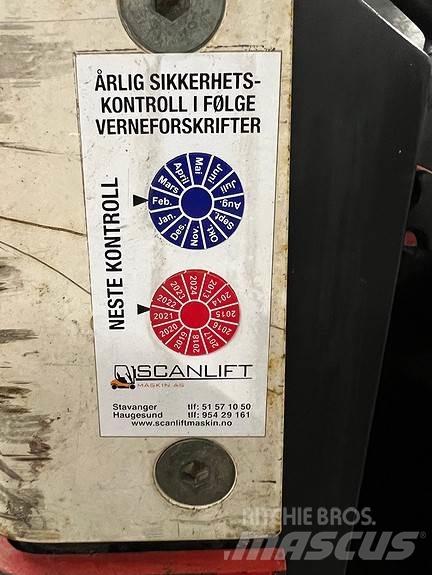 ÅRLIG SIKKERHETS-
KONTROLL I FØLGE
VERNEFORSKRIFTER
NESTE KONTROLL
Jan. Feb. Mars April Mai Juni Juli Aug. Sept. Okt. Nov. Des.
2013 2014 2015 2016 2017 2018 2019 2020 2021 2022 2023 2024
SCANLIFT
MASKIN AS
Stavanger tlf: 51 57 10 50
Haugesund tlf: 954 29 161
www.scanliftmaskin.no
RITCHIE BROS.
MASCUS